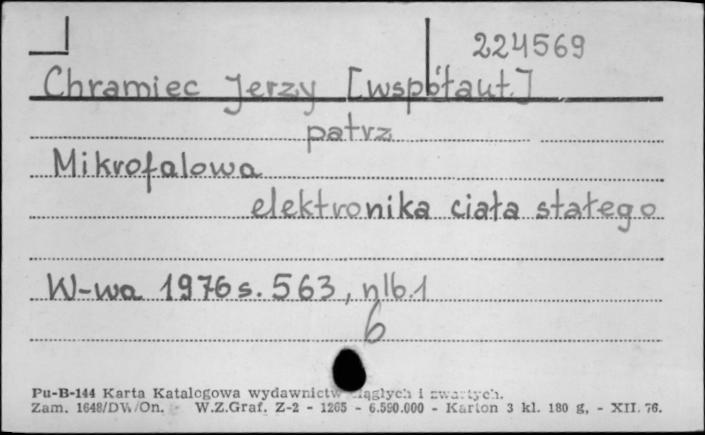 224569
Chramiec Jerzy [współaut.]
patrz
Mikrofalowa
elektronika ciała stałego
W-wa 1976 s. 563, nlb. 1
6
Pu-B-144 Karta Katalogowa wydawnictw ciągłych i zwartych.
Zam. 1648/DW/On. W.Z.Graf. Z-2 - 1265 - 6.590.000 - Karton 3 kl. 180 g, - XII. 76.